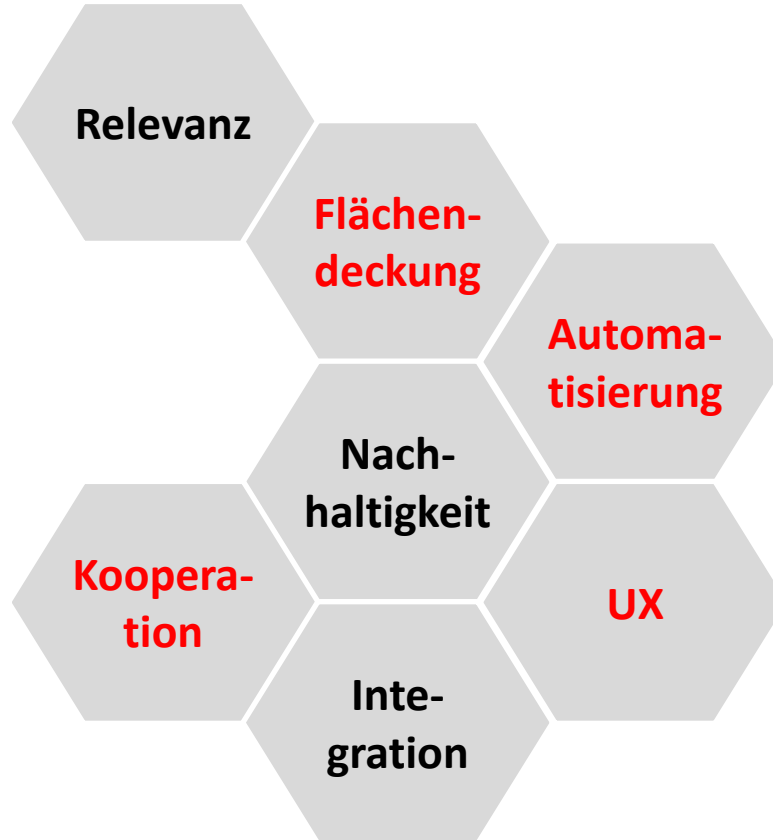 Relevanz
Flächen-
deckung
Automa-
tisierung
Nach-
haltigkeit
Koopera-
tion
UX
Inte-
gration